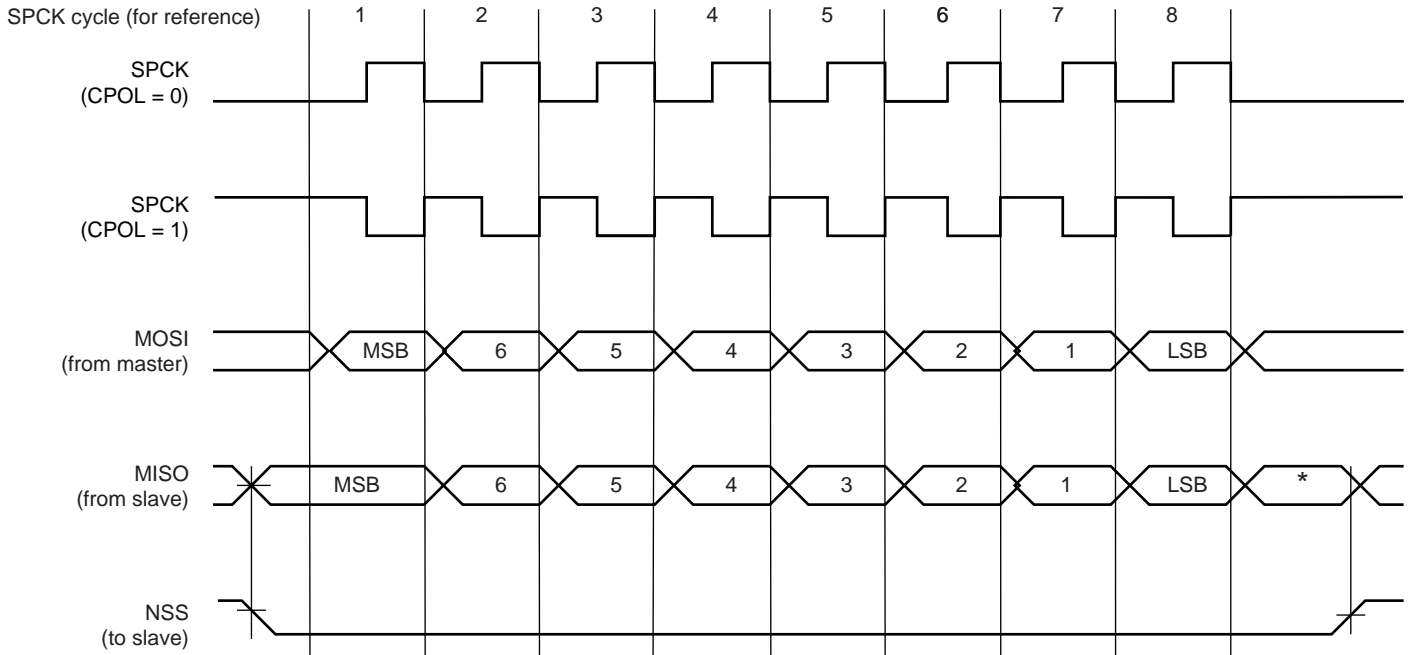 SPCK cycle (for reference) 1 2 3 4 5 6 7 8
SPCK
(CPOL = 0)
SPCK
(CPOL = 1)
MOSI
(from master)
MSB 6 5 4 3 2 1 LSB
MISO
(from slave)
MSB 6 5 4 3 2 1 LSB *
NSS
(to slave)